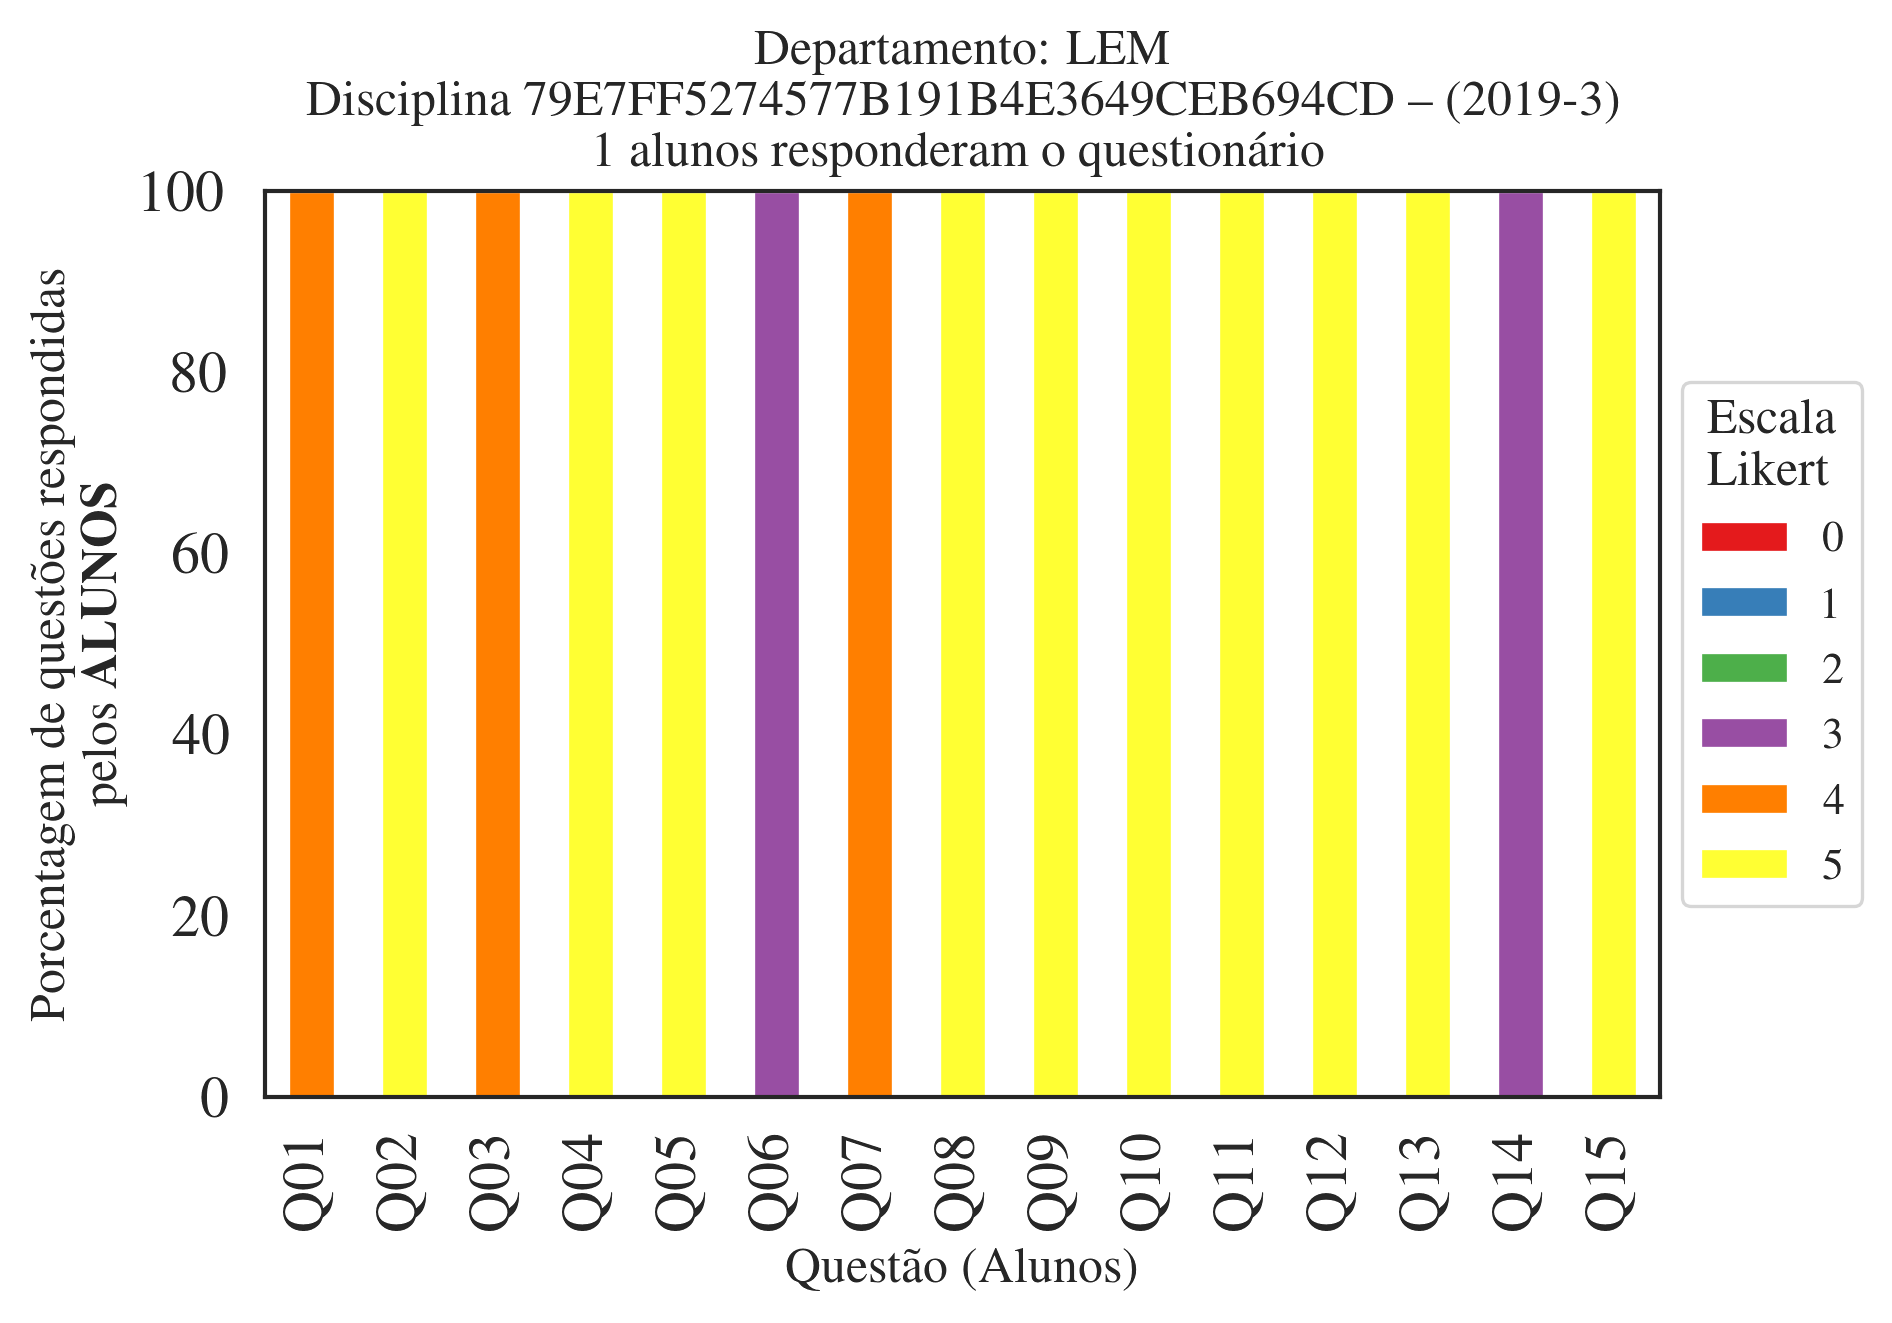 Departamento: LEM
Disciplina 79E7FF5274577B191B4E3649CEB694CD – (2019-3)
1 alunos responderam o questionário
Porcentagem de questões respondidas
pelos ALUNOS
100
80
60
40
20
0
Q01
Q02
Q03
Q04
Q05
Q06
Q07
Q08
Q09
Q10
Q11
Q12
Q13
Q14
Q15
Questão (Alunos)
Escala
Likert
0
1
2
3
4
5